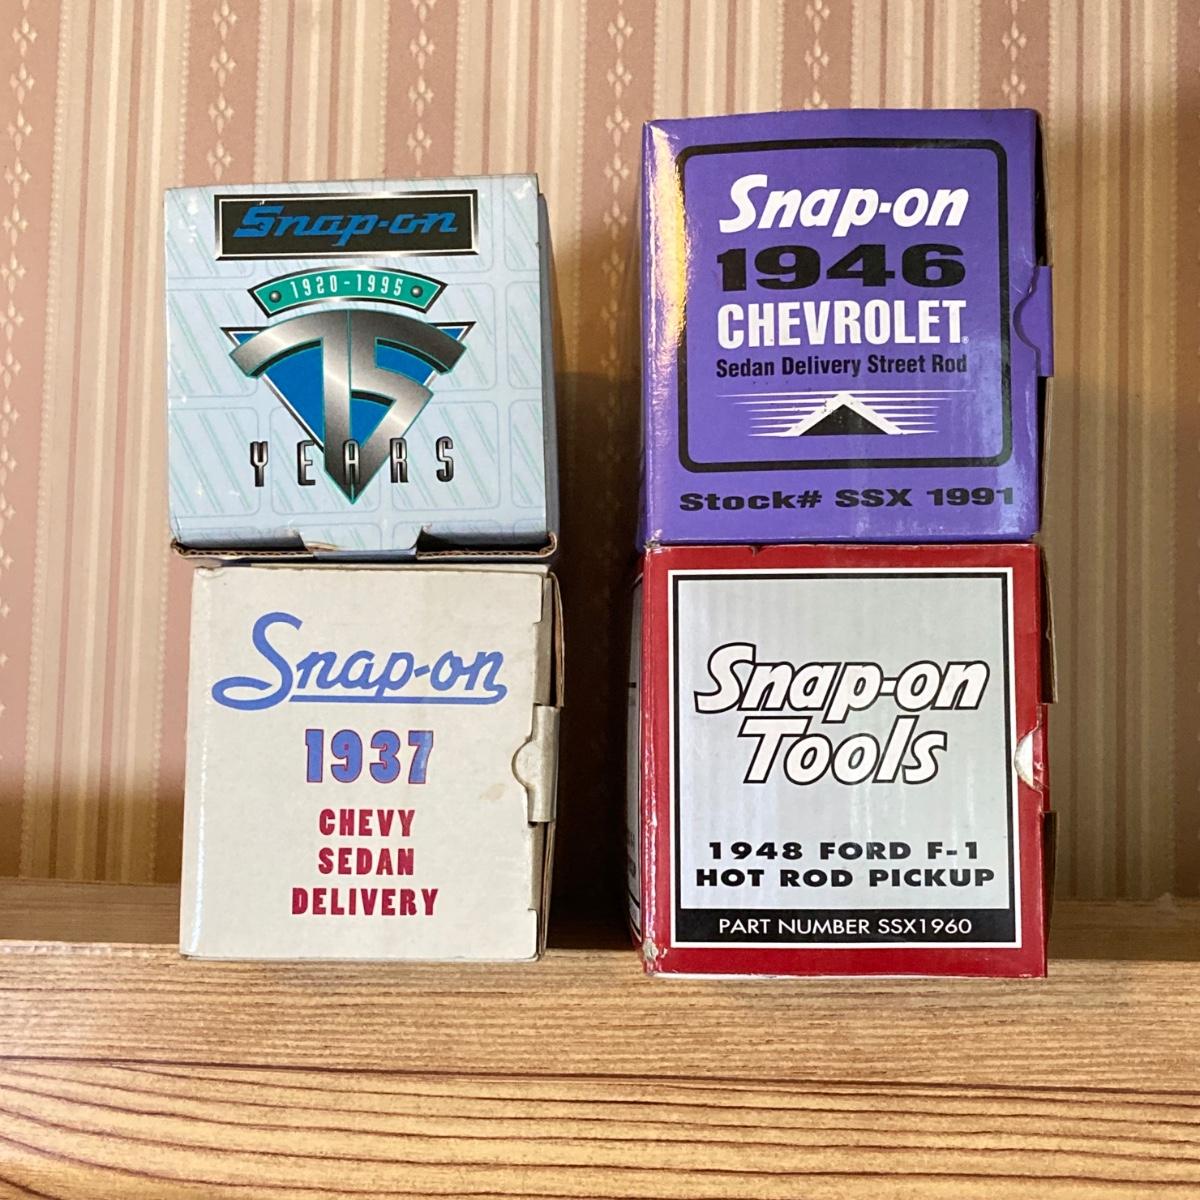 Snap-on
1920-1995
75
YEARS
Snap-on
1946
CHEVROLET
Sedan Delivery Street Rod
Stock# SSX 1991
Snap-on
1937
CHEVY
SEDAN
DELIVERY
Snap-on
Tools
1948 FORD F-1
HOT ROD PICKUP
PART NUMBER SSX1960